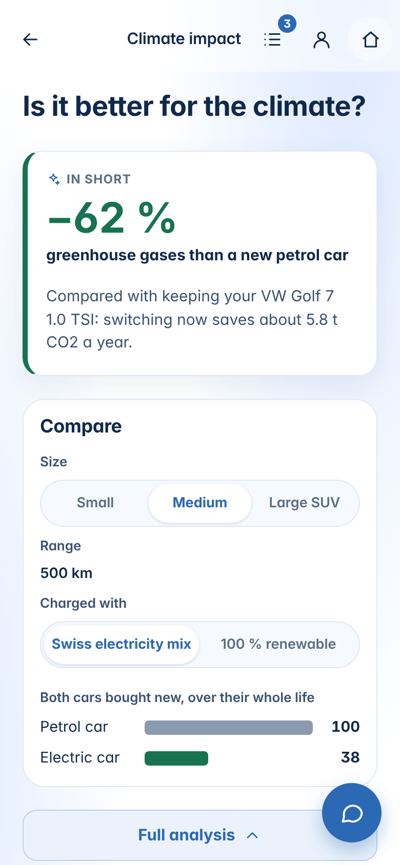 3
Climate impact
Is it better for the climate?
IN SHORT
−62 %
greenhouse gases than a new petrol car
Compared with keeping your VW Golf 7
1.0 TSI: switching now saves about 5.8 t
CO2 a year.
Compare
Size
Small Medium Large SUV
Range
500 km
Charged with
Swiss electricity mix 100 % renewable
Both cars bought new, over their whole life
Petrol car 100
Electric car 38
Full analysis